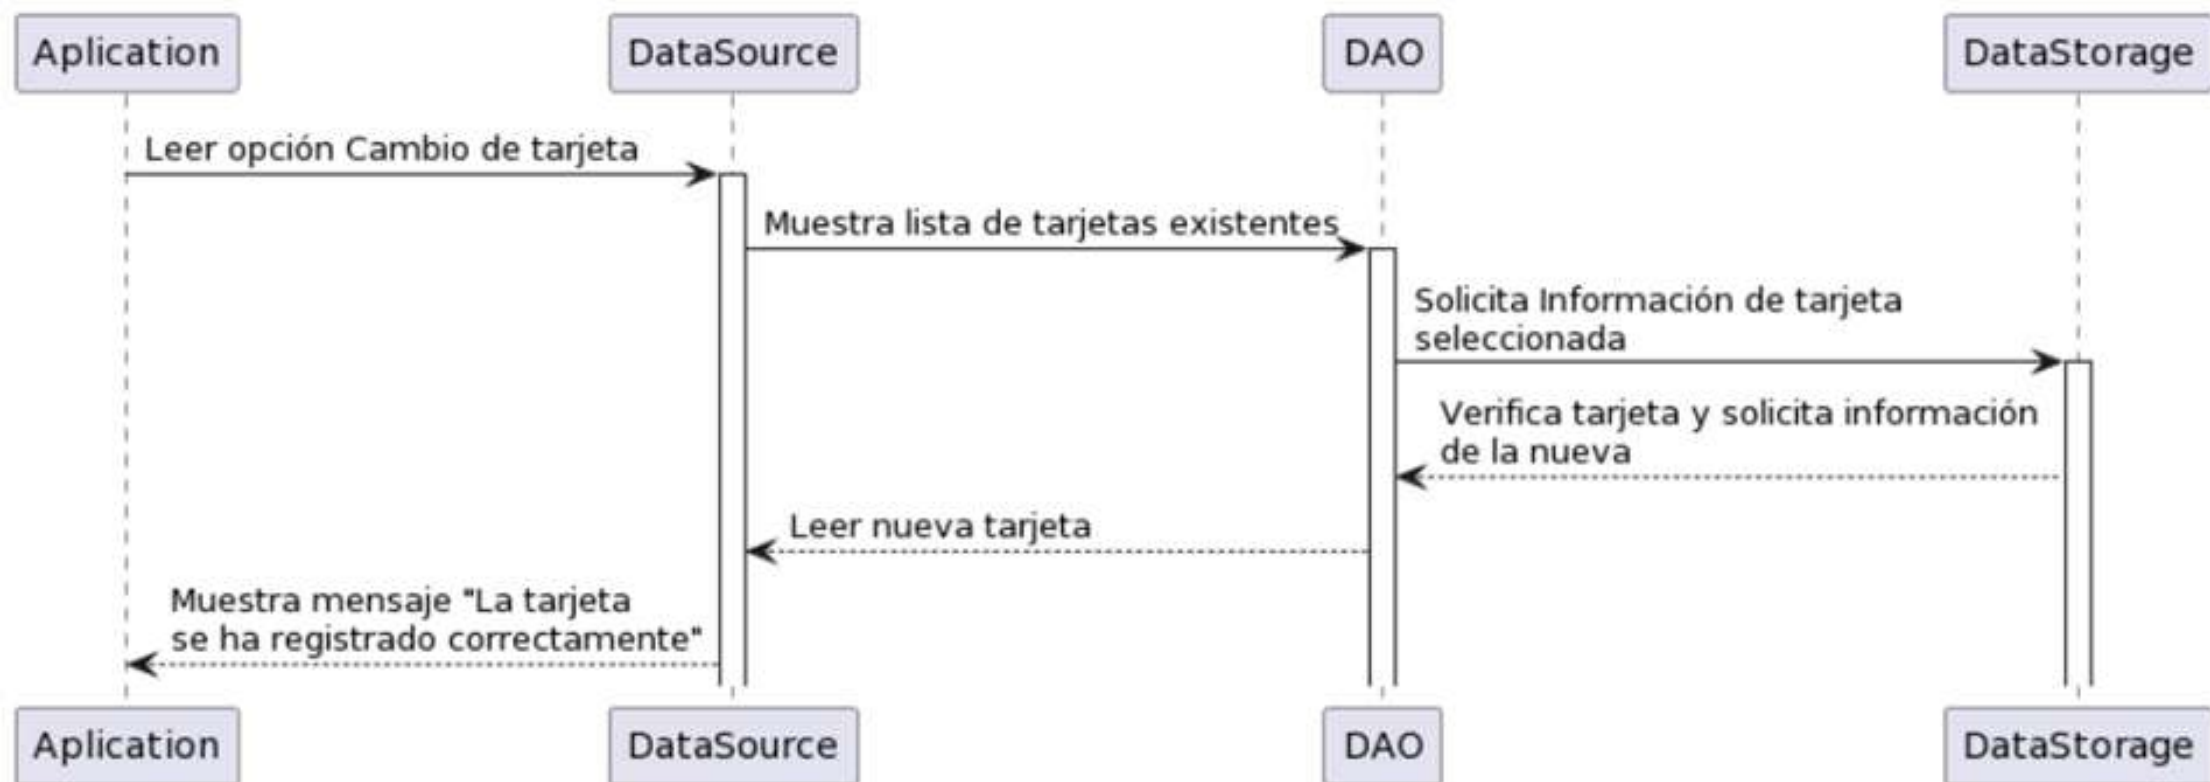 Aplication
DataSource
DAO
DataStorage
Leer opción Cambio de tarjeta
Muestra lista de tarjetas existentes
Solicita Información de tarjeta
seleccionada
Verifica tarjeta y solicita información
de la nueva
Leer nueva tarjeta
Muestra mensaje "La tarjeta
se ha registrado correctamente"
Aplication
DataSource
DAO
DataStorage